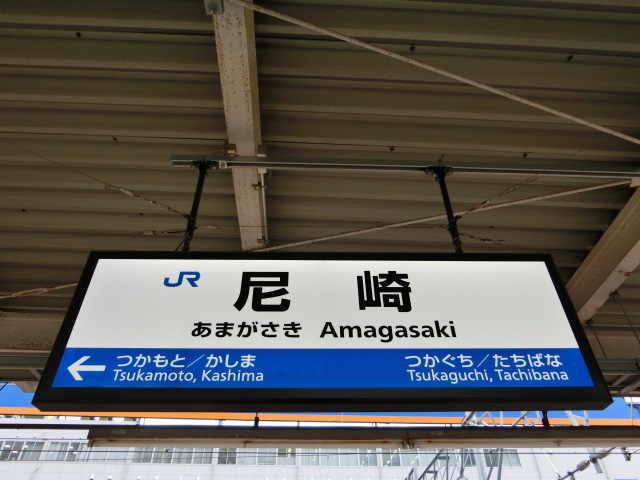 JR 尼崎
あまがさき Amagasaki
← つかもと／かしま つかぐち／たちばな
Tsukamoto, Kashima Tsukaguchi, Tachibana